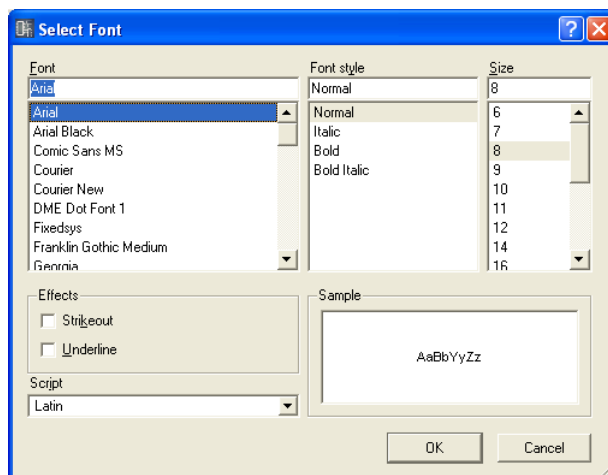 Select Font
Font
Font style
Size
Arial
Normal
8
Arial
Arial Black
Comic Sans MS
Courier
Courier New
DME Dot Font 1
Fixedsys
Franklin Gothic Medium
Georgia
Normal
Italic
Bold
Bold Italic
6
7
8
9
10
11
12
14
16
Effects
Strikeout
Underline
Sample
AaBbYyZz
Script
Latin
OK
Cancel